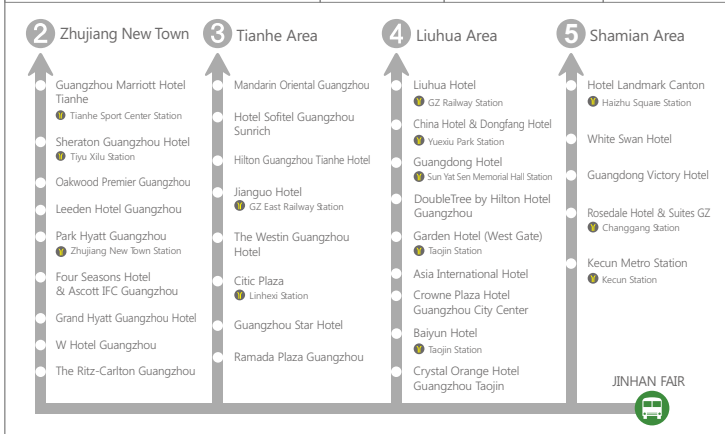 2 Zhujiang New Town
Guangzhou Marriott Hotel
Tianhe
Tianhe Sport Center Station
Sheraton Guangzhou Hotel
Tiyu Xilu Station
Oakwood Premier Guangzhou
Leeden Hotel Guangzhou
Park Hyatt Guangzhou
Zhujiang New Town Station
Four Seasons Hotel
& Ascott IFC Guangzhou
Grand Hyatt Guangzhou Hotel
W Hotel Guangzhou
The Ritz-Carlton Guangzhou
3 Tianhe Area
Mandarin Oriental Guangzhou
Hotel Sofitel Guangzhou
Sunrich
Hilton Guangzhou Tianhe Hotel
Jianguo Hotel
GZ East Railway Station
The Westin Guangzhou
Hotel
Citic Plaza
Linhexi Station
Guangzhou Star Hotel
Ramada Plaza Guangzhou
4 Liuhua Area
Liuhua Hotel
GZ Railway Station
China Hotel & Dongfang Hotel
Yuexiu Park Station
Guangdong Hotel
Sun Yat Sen Memorial Hall Station
DoubleTree by Hilton Hotel
Guangzhou
Garden Hotel (West Gate)
Taojin Station
Asia International Hotel
Crowne Plaza Hotel
Guangzhou City Center
Baiyun Hotel
Taojin Station
Crystal Orange Hotel
Guangzhou Taojin
5 Shamian Area
Hotel Landmark Canton
Haizhu Square Station
White Swan Hotel
Guangdong Victory Hotel
Rosedale Hotel & Suites GZ
Changgang Station
Kecun Metro Station
Kecun Station
JINHAN FAIR